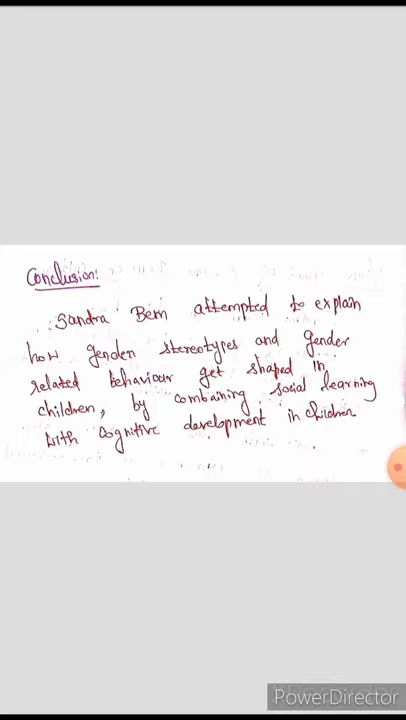 Conclusion:
Sandra Bem attempted to explain
how gender stereotypes and gender
related behaviour get shaped in
children, by combaining social learning
with cognitive development in children
PowerDirector